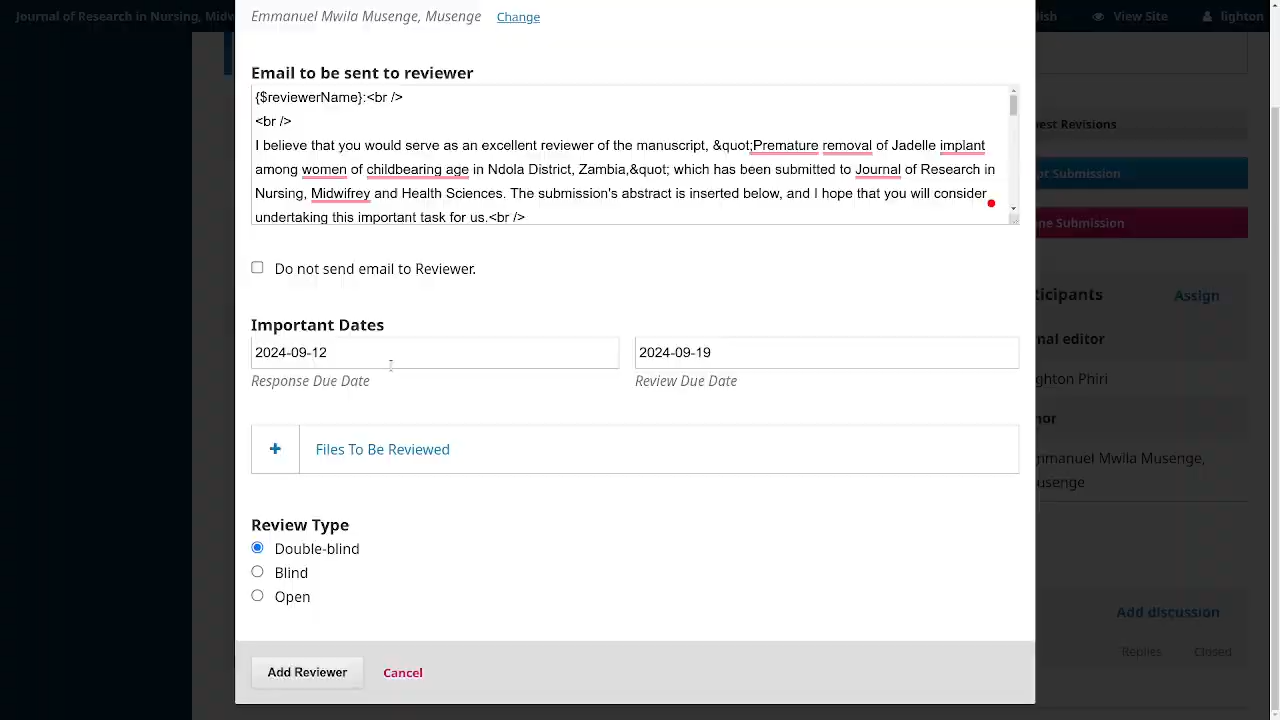 Journal of Research in Nursing, Midw
lish
View Site
lighton
Emmanuel Mwila Musenge, Musenge
Change
Email to be sent to reviewer
{$reviewerName}:<br />
<br />
I believe that you would serve as an excellent reviewer of the manuscript, &quot;Premature removal of Jadelle implant
among women of childbearing age in Ndola District, Zambia,&quot; which has been submitted to Journal of Research in
Nursing, Midwifrey and Health Sciences. The submission's abstract is inserted below, and I hope that you will consider
undertaking this important task for us.<br />
Do not send email to Reviewer.
Important Dates
2024-09-12
2024-09-19
Response Due Date
Review Due Date
+ Files To Be Reviewed
Review Type
Double-blind
Blind
Open
Add Reviewer
Cancel
est Revisions
pt Submission
ne Submission
ticipants
Assign
nal editor
ghton Phiri
hor
mmanuel Mwila Musenge,
usenge
Add discussion
Replies
Closed